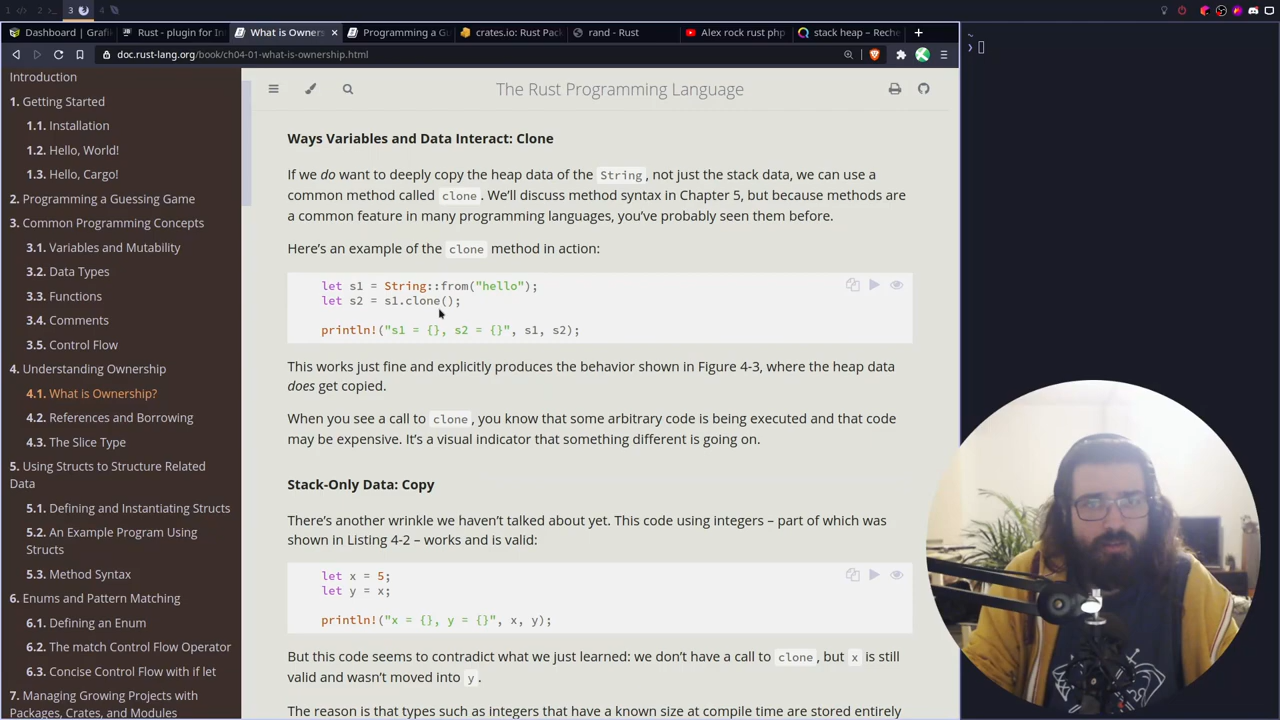 1
2
3
4
Dashboard | Grafi
Rust - plugin for In
What is Owners
Programming a Gu
crates.io: Rust Pac
rand - Rust
Alex rock rust php
stack heap – Reche
doc.rust-lang.org/book/ch04-01-what-is-ownership.html
Introduction
1. Getting Started
1.1. Installation
1.2. Hello, World!
1.3. Hello, Cargo!
2. Programming a Guessing Game
3. Common Programming Concepts
3.1. Variables and Mutability
3.2. Data Types
3.3. Functions
3.4. Comments
3.5. Control Flow
4. Understanding Ownership
4.1. What is Ownership?
4.2. References and Borrowing
4.3. The Slice Type
5. Using Structs to Structure Related
Data
5.1. Defining and Instantiating Structs
5.2. An Example Program Using
Structs
5.3. Method Syntax
6. Enums and Pattern Matching
6.1. Defining an Enum
6.2. The match Control Flow Operator
6.3. Concise Control Flow with if let
7. Managing Growing Projects with
Packages, Crates, and Modules
The Rust Programming Language
Ways Variables and Data Interact: Clone
If we do want to deeply copy the heap data of the String, not just the stack data, we can use a
common method called clone. We’ll discuss method syntax in Chapter 5, but because methods are
a common feature in many programming languages, you’ve probably seen them before.
Here’s an example of the clone method in action:
let s1 = String::from("hello");
let s2 = s1.clone();
println!("s1 = {}, s2 = {}", s1, s2);
This works just fine and explicitly produces the behavior shown in Figure 4-3, where the heap data
does get copied.
When you see a call to clone, you know that some arbitrary code is being executed and that code
may be expensive. It’s a visual indicator that something different is going on.
Stack-Only Data: Copy
There’s another wrinkle we haven’t talked about yet. This code using integers – part of which was
shown in Listing 4-2 – works and is valid:
let x = 5;
let y = x;
println!("x = {}, y = {}", x, y);
But this code seems to contradict what we just learned: we don’t have a call to clone, but x is still
valid and wasn’t moved into y.
The reason is that types such as integers that have a known size at compile time are stored entirely
~
❯